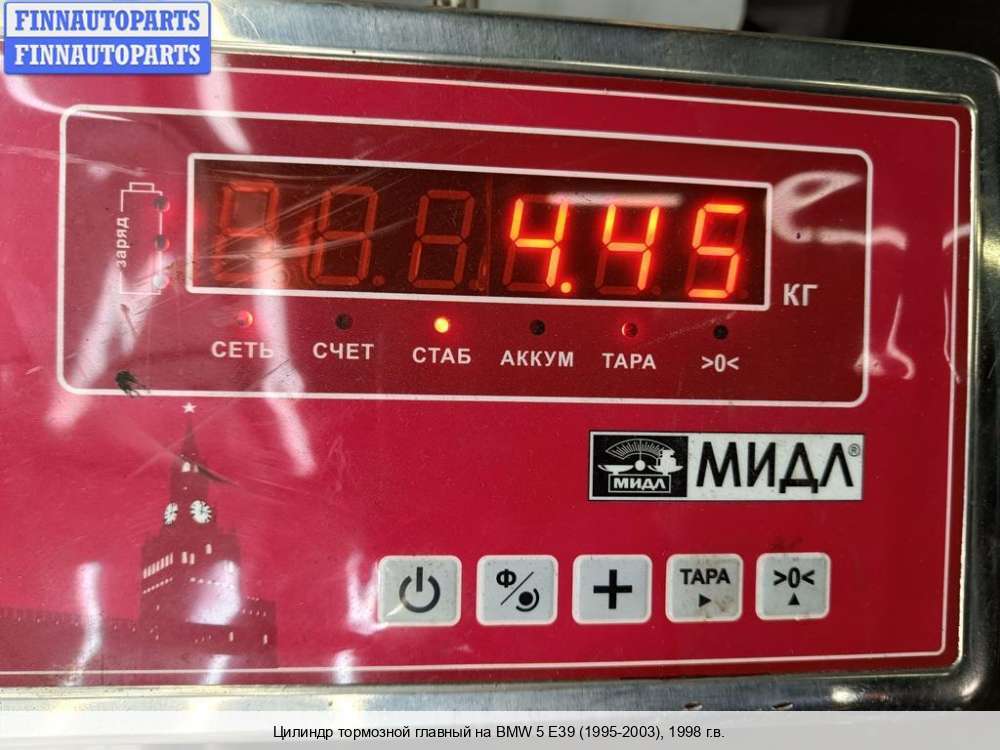 FINNAUTOPARTS
FINNAUTOPARTS
заряд
4.45
КГ
СЕТЬ СЧЕТ СТАБ АККУМ ТАРА >0<
МИДЛ МИДЛ®
Ф/ ТАРА >0<
Цилиндр тормозной главный на BMW 5 E39 (1995-2003), 1998 г.в.